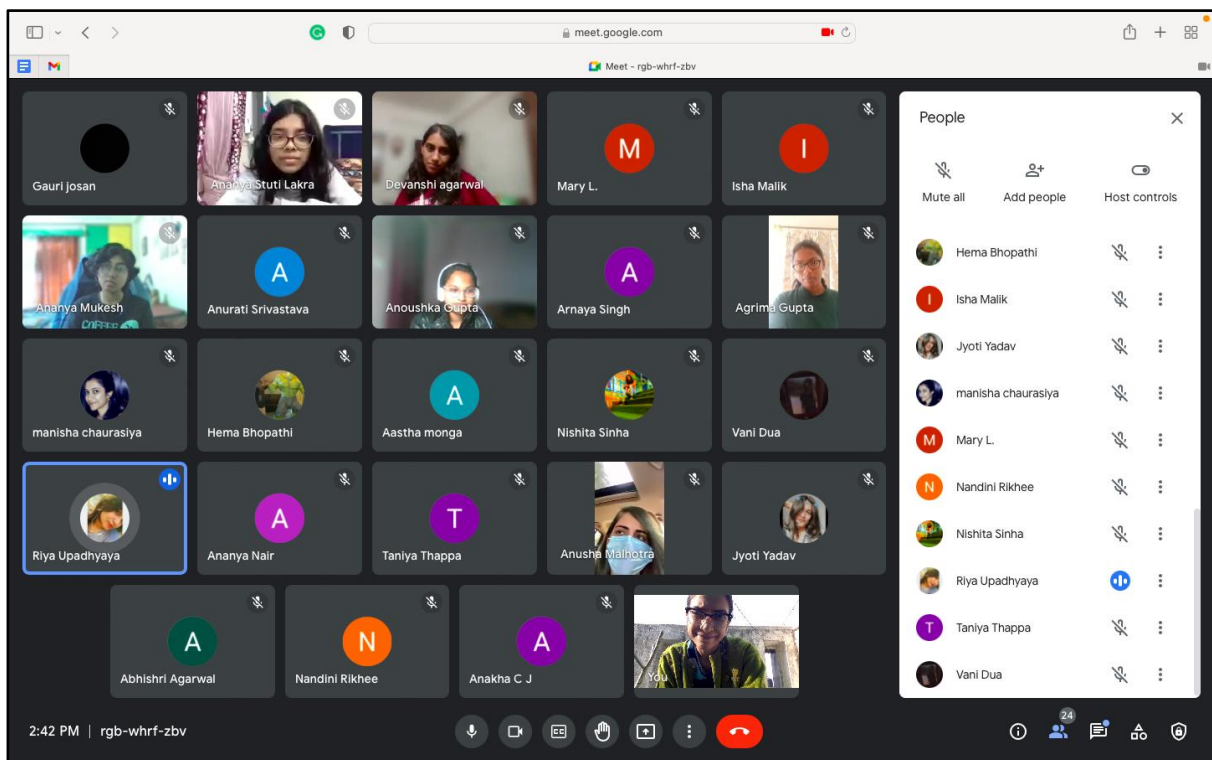 meet.google.com
Meet - rgb-whrf-zbv
Gauri josan
Ananya Stuti Lakra
Devanshi agarwal
M
Mary L.
I
Isha Malik
Ananya Mukesh
COFFEE
A
Anurati Srivastava
Anoushka Gupta
A
Arnaya Singh
Agrima Gupta
manisha chaurasiya
Hema Bhopathi
A
Aastha monga
Nishita Sinha
Vani Dua
Riya Upadhyaya
A
Ananya Nair
T
Taniya Thappa
Anusha Malhotra
Jyoti Yadav
A
Abhishri Agarwal
N
Nandini Rikhee
A
Anakha C J
You
People
Mute all
Add people
Host controls
Hema Bhopathi
I
Isha Malik
Jyoti Yadav
manisha chaurasiya
M
Mary L.
N
Nandini Rikhee
Nishita Sinha
Riya Upadhyaya
T
Taniya Thappa
Vani Dua
2:42 PM | rgb-whrf-zbv
CC
24